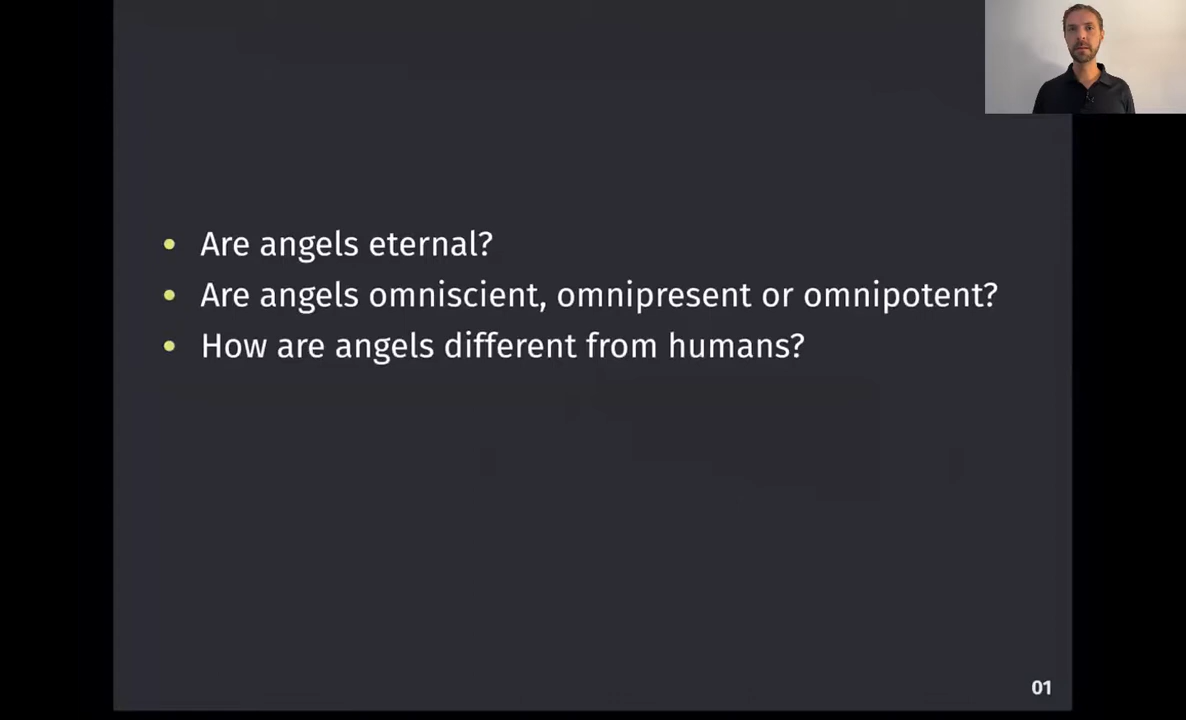 • Are angels eternal?
• Are angels omniscient, omnipresent or omnipotent?
• How are angels different from humans?
01